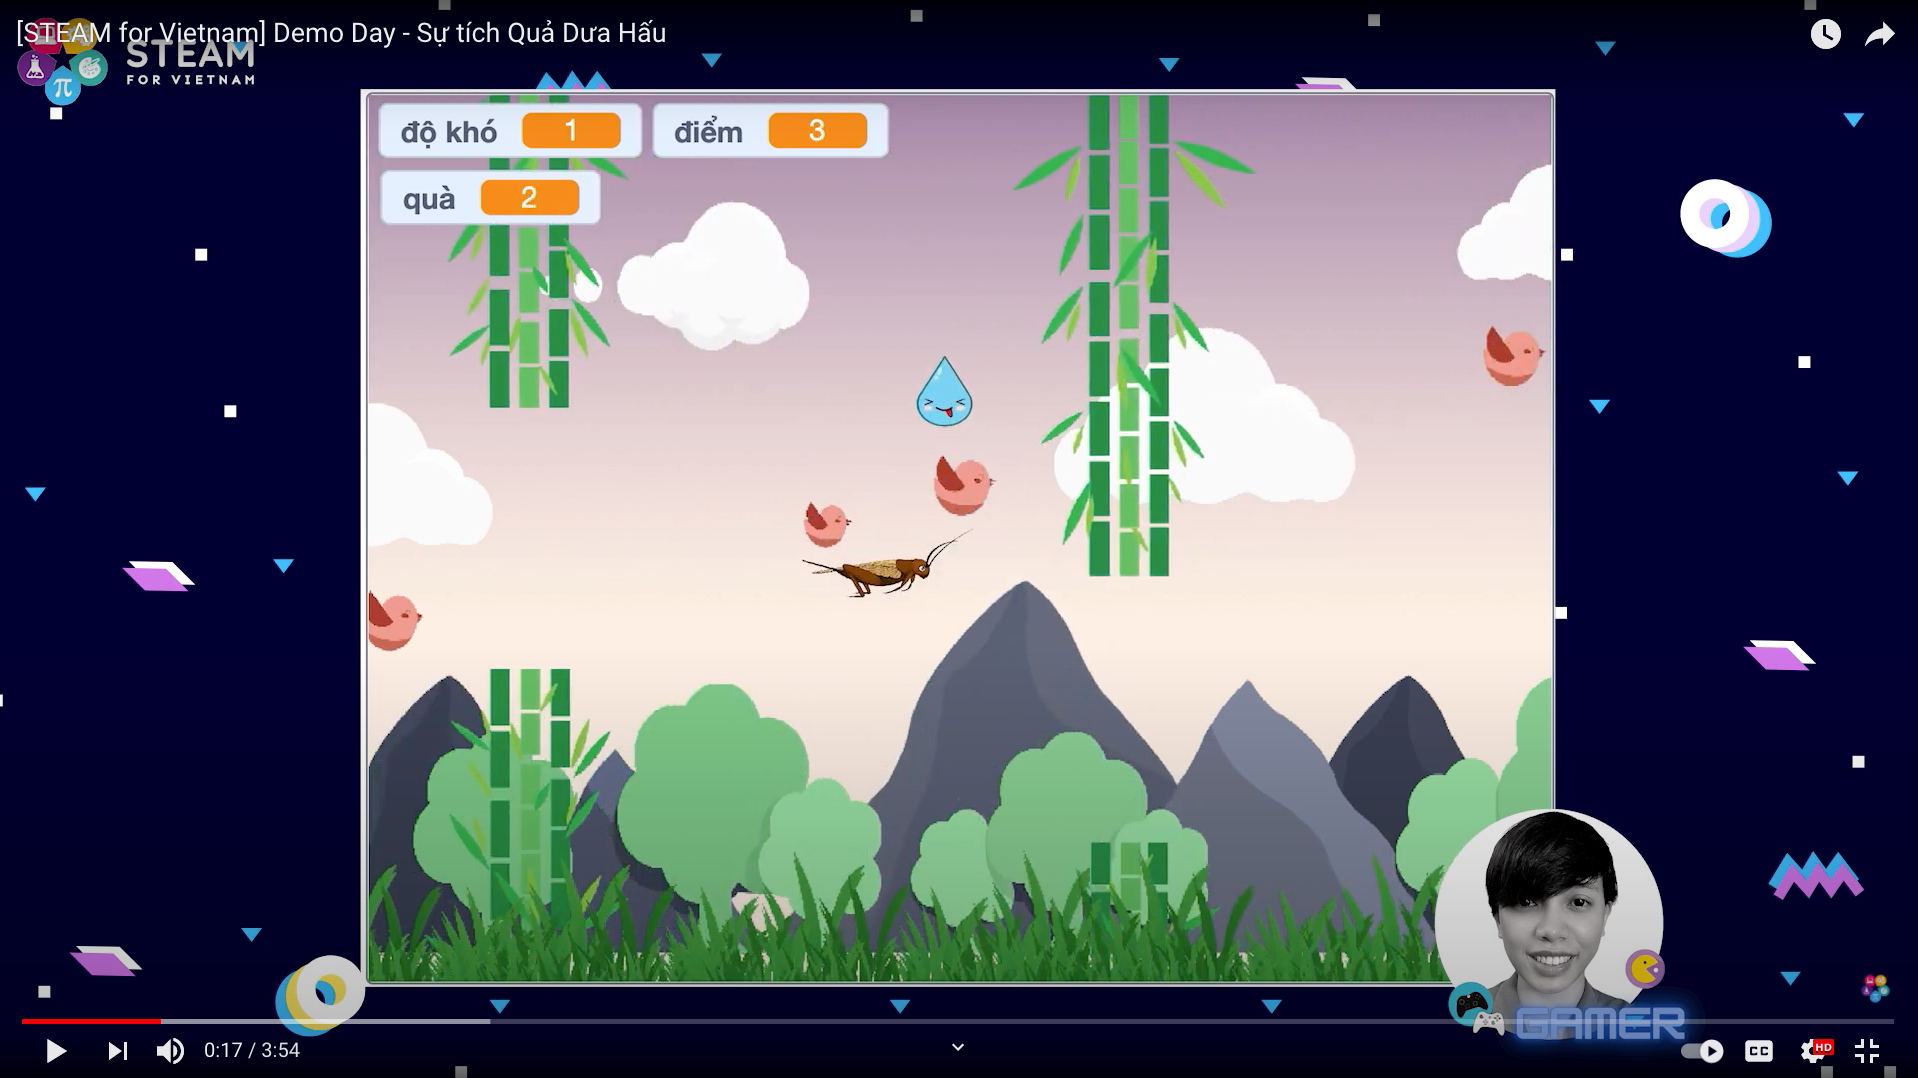 [STEAM for Vietnam] Demo Day - Sự tích Quả Dưa Hấu
STEAM
FOR VIETNAM
π
độ khó 1
điểm 3
quà 2
GAMER
0:17 / 3:54
CC
HD